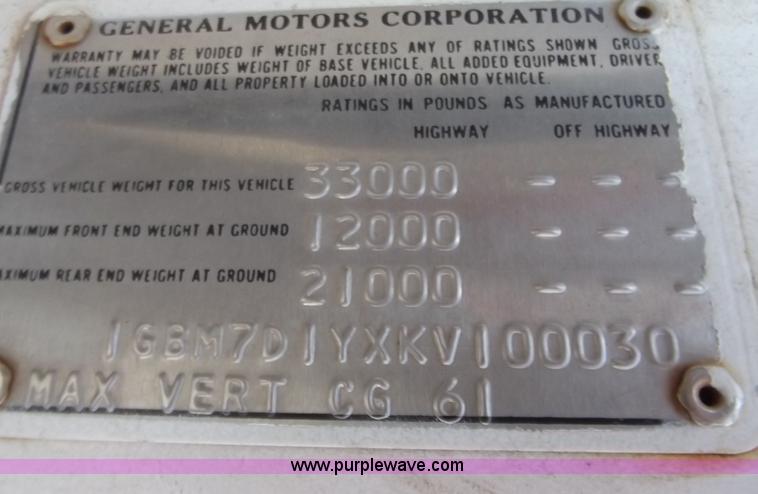 GENERAL MOTORS CORPORATION
WARRANTY MAY BE VOIDED IF WEIGHT EXCEEDS ANY OF RATINGS SHOWN GROSS
VEHICLE WEIGHT INCLUDES WEIGHT OF BASE VEHICLE, ALL ADDED EQUIPMENT, DRIVER
AND PASSENGERS, AND ALL PROPERTY LOADED INTO OR ONTO VEHICLE.
RATINGS IN POUNDS AS MANUFACTURED
HIGHWAY OFF HIGHWAY
GROSS VEHICLE WEIGHT FOR THIS VEHICLE 33000 - - -
MAXIMUM FRONT END WEIGHT AT GROUND 12000 - - -
MAXIMUM REAR END WEIGHT AT GROUND 21000 - - -
1GBM7D1YXKV100030
MAX VERT CG 61
www.purplewave.com